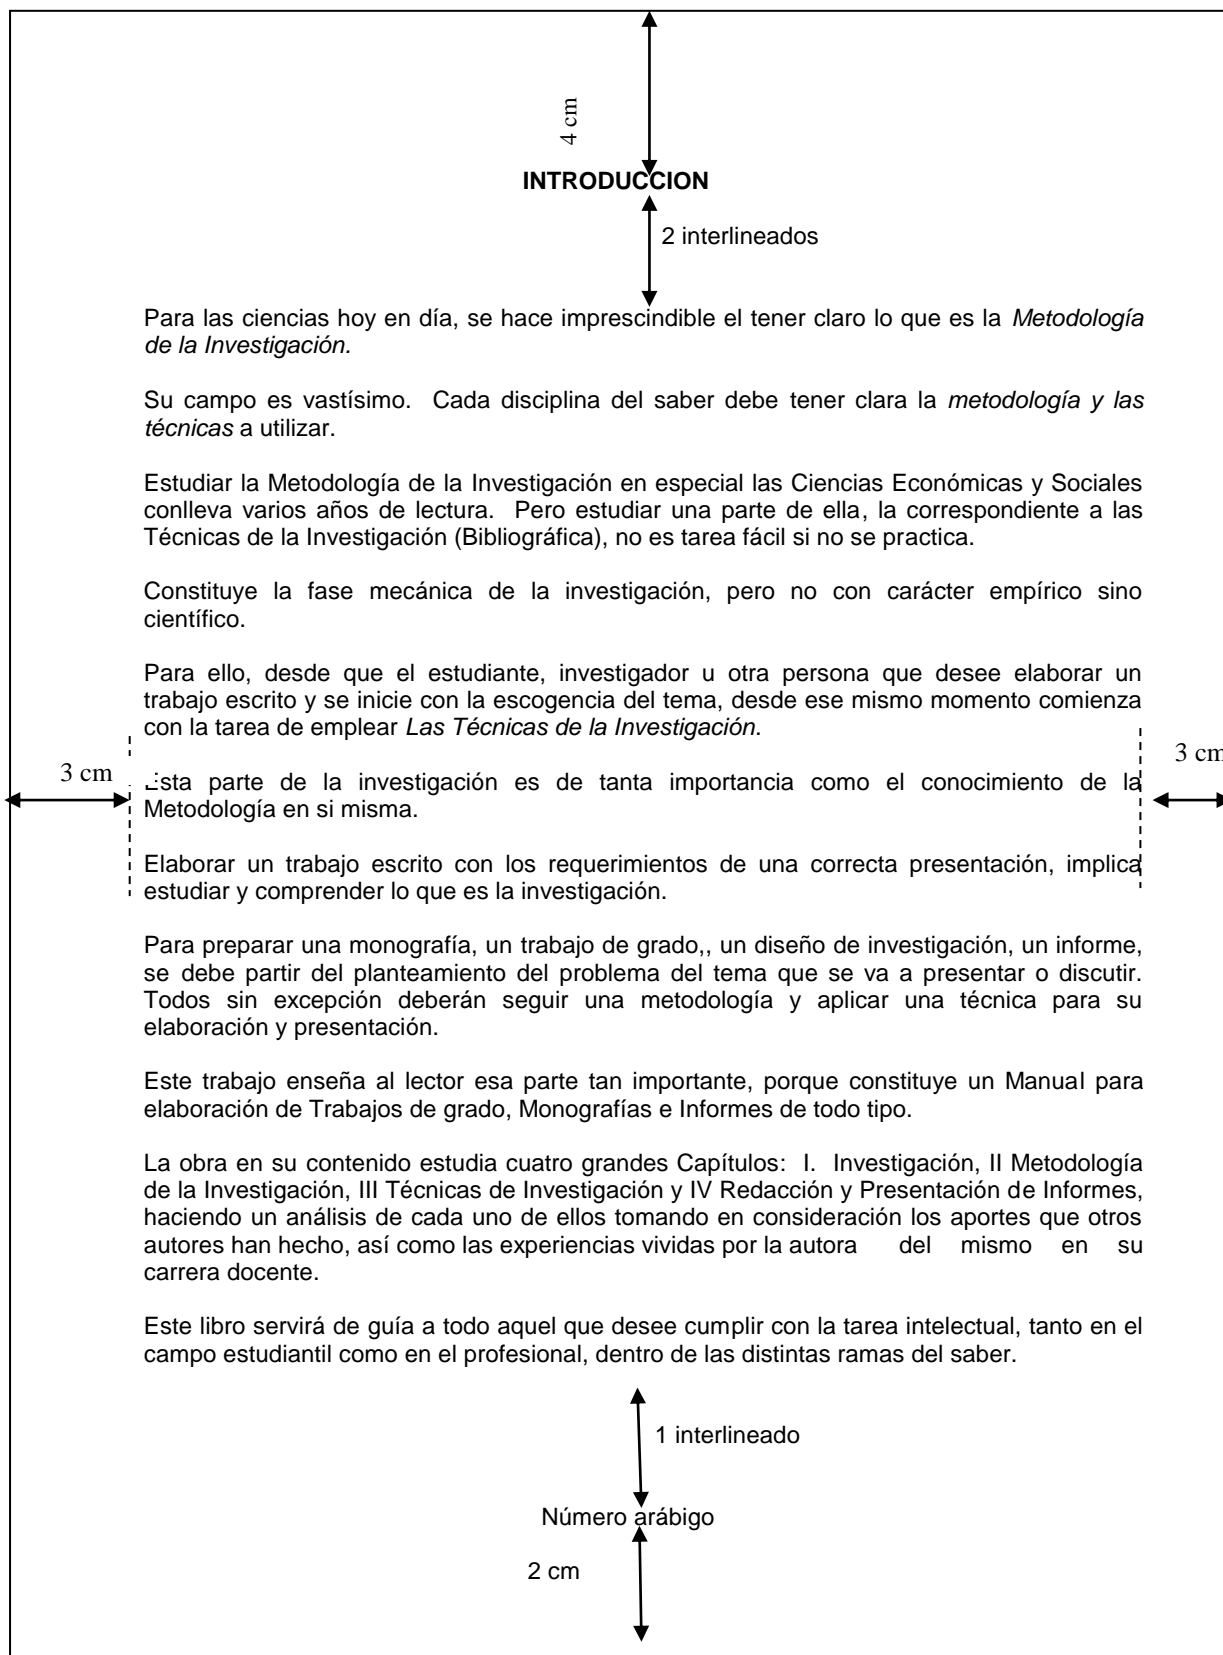 4 cm
INTRODUCCION
2 interlineados
Para las ciencias hoy en día, se hace imprescindible el tener claro lo que es la Metodología
de la Investigación.
Su campo es vastísimo. Cada disciplina del saber debe tener clara la metodología y las
técnicas a utilizar.
Estudiar la Metodología de la Investigación en especial las Ciencias Económicas y Sociales
conlleva varios años de lectura. Pero estudiar una parte de ella, la correspondiente a las
Técnicas de la Investigación (Bibliográfica), no es tarea fácil si no se practica.
Constituye la fase mecánica de la investigación, pero no con carácter empírico sino
científico.
Para ello, desde que el estudiante, investigador u otra persona que desee elaborar un
trabajo escrito y se inicie con la escogencia del tema, desde ese mismo momento comienza
con la tarea de emplear Las Técnicas de la Investigación.
3 cm
3 cm
Esta parte de la investigación es de tanta importancia como el conocimiento de la
Metodología en si misma.
Elaborar un trabajo escrito con los requerimientos de una correcta presentación, implica
estudiar y comprender lo que es la investigación.
Para preparar una monografía, un trabajo de grado,, un diseño de investigación, un informe,
se debe partir del planteamiento del problema del tema que se va a presentar o discutir.
Todos sin excepción deberán seguir una metodología y aplicar una técnica para su
elaboración y presentación.
Este trabajo enseña al lector esa parte tan importante, porque constituye un Manual para
elaboración de Trabajos de grado, Monografías e Informes de todo tipo.
La obra en su contenido estudia cuatro grandes Capítulos: I. Investigación, II Metodología
de la Investigación, III Técnicas de Investigación y IV Redacción y Presentación de Informes,
haciendo un análisis de cada uno de ellos tomando en consideración los aportes que otros
autores han hecho, así como las experiencias vividas por la autora del mismo en su
carrera docente.
Este libro servirá de guía a todo aquel que desee cumplir con la tarea intelectual, tanto en el
campo estudiantil como en el profesional, dentro de las distintas ramas del saber.
1 interlineado
Número arábigo
2 cm